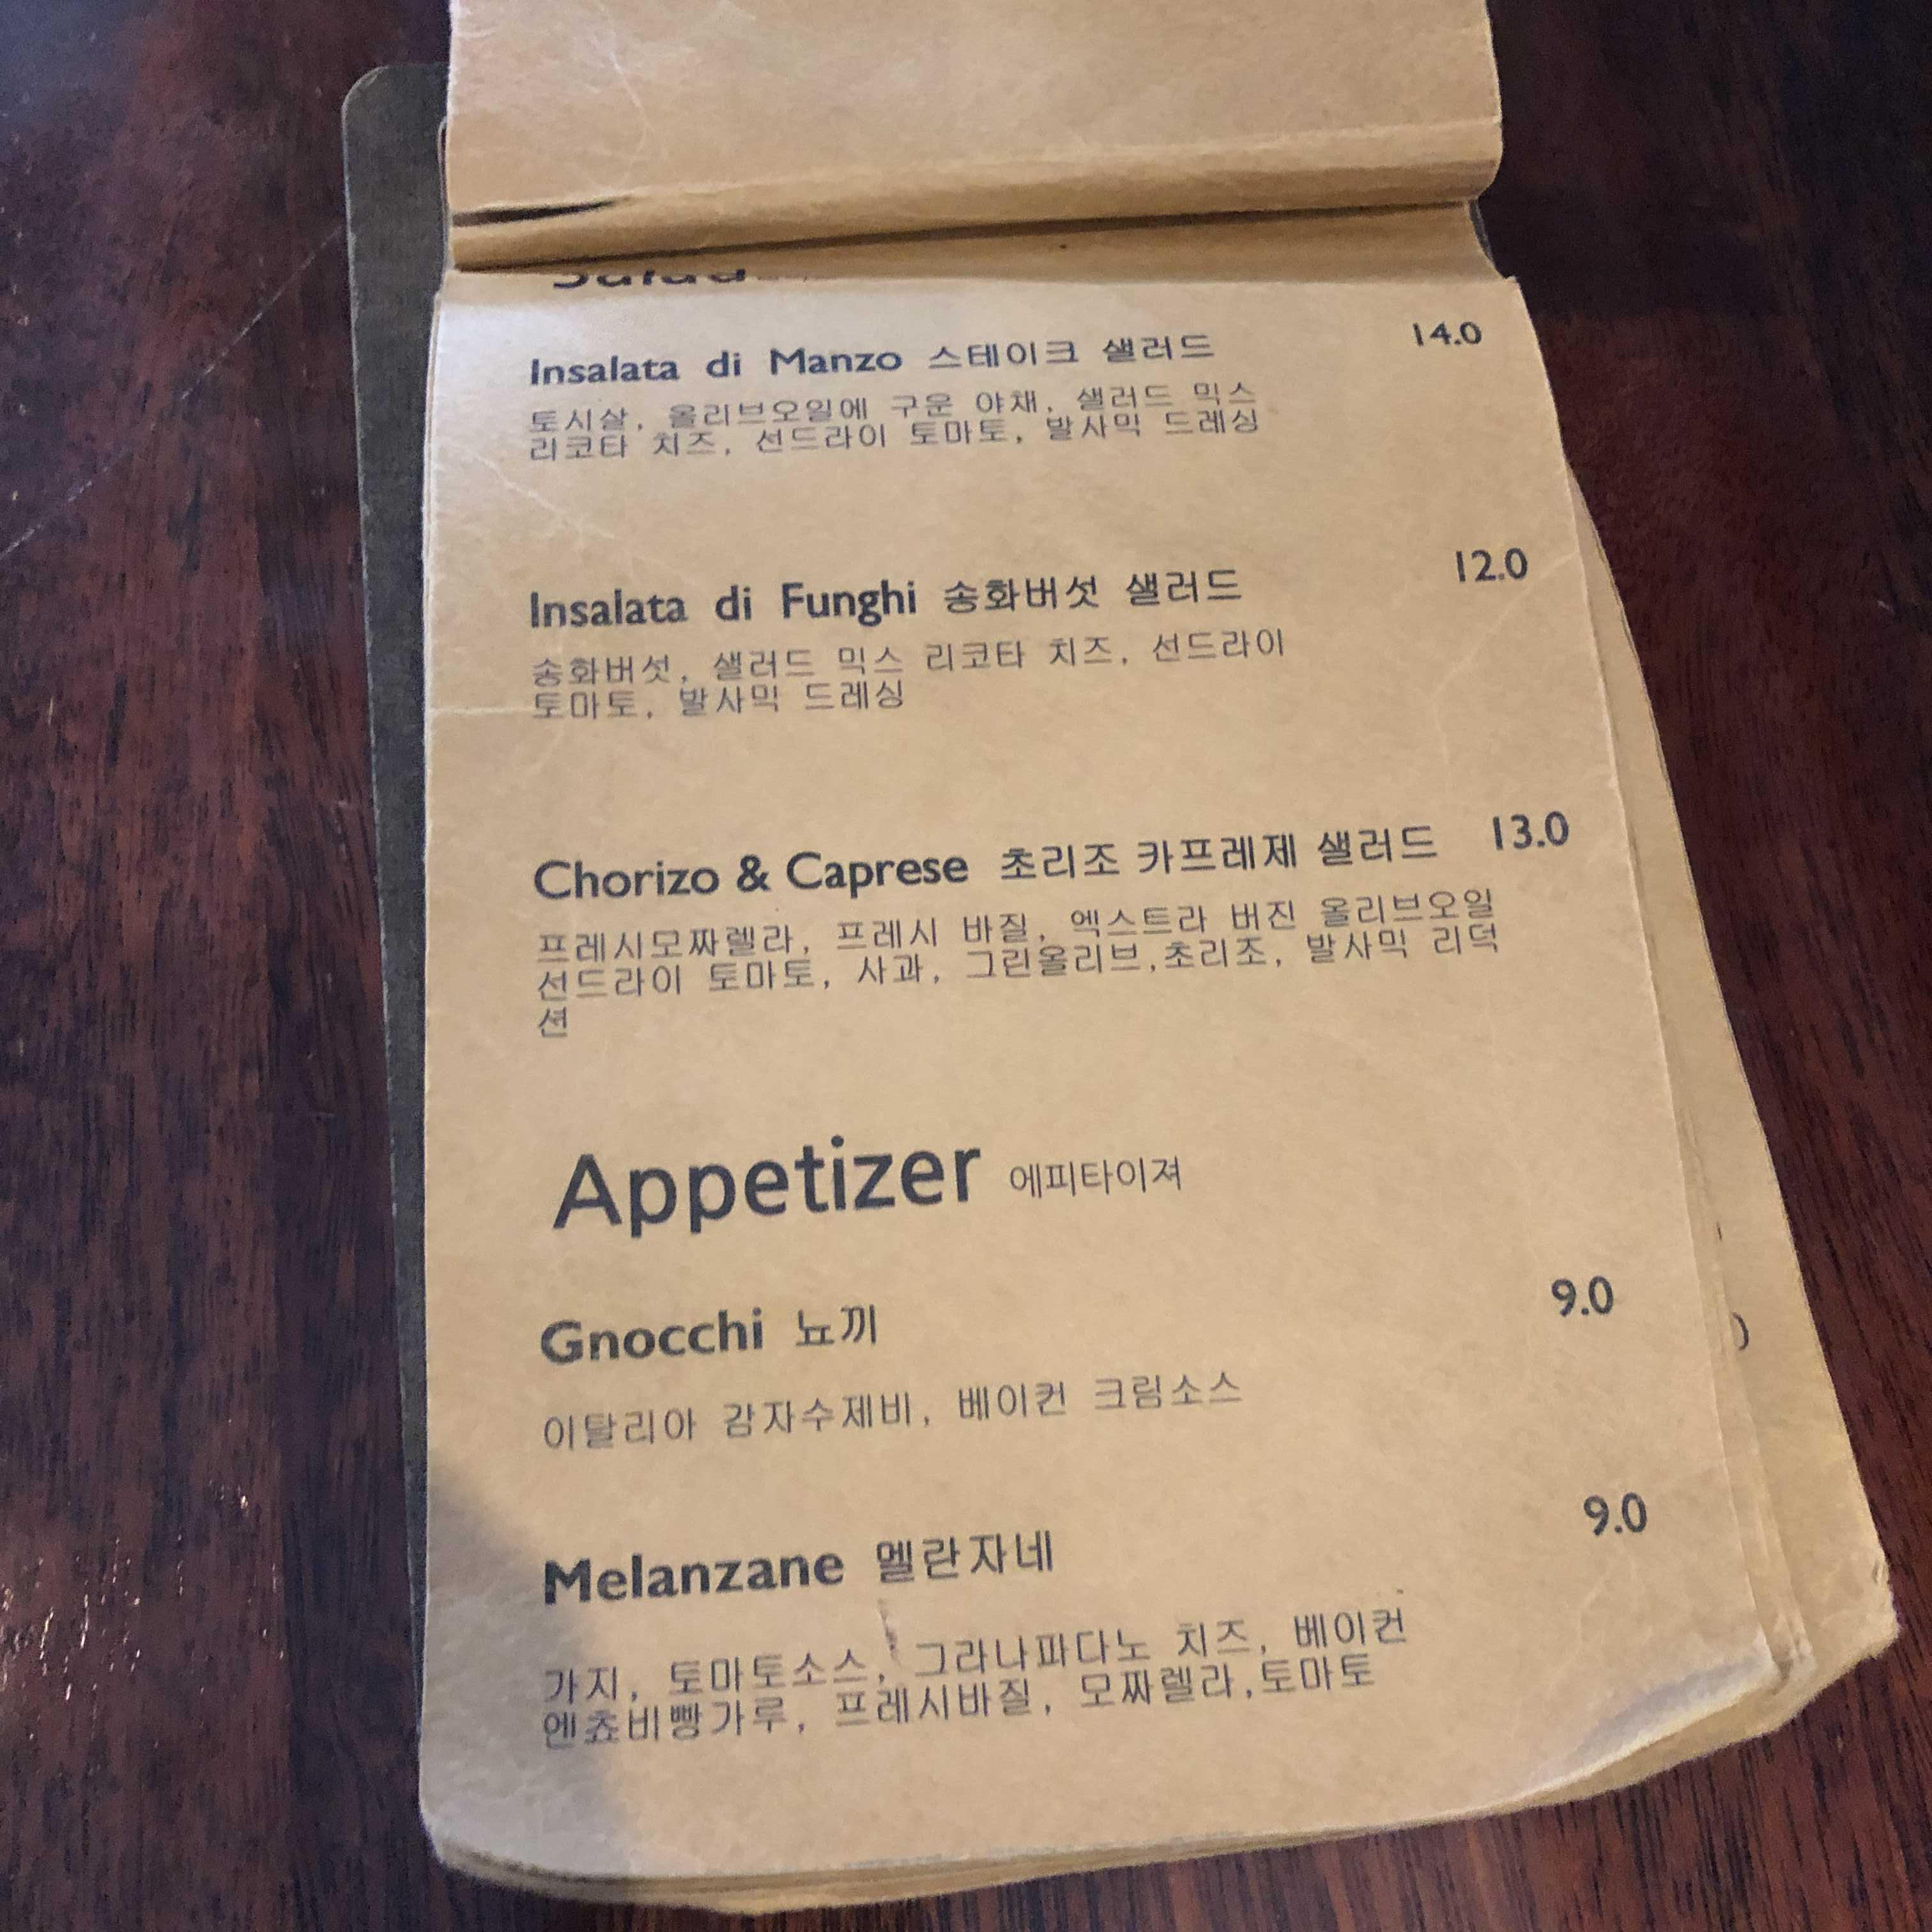 Salad
Insalata di Manzo 스테이크 샐러드 14.0
토시살, 올리브오일에 구운 야채, 샐러드 믹스
리코타 치즈, 선드라이 토마토, 발사믹 드레싱
Insalata di Funghi 송화버섯 샐러드 12.0
송화버섯, 샐러드 믹스 리코타 치즈, 선드라이
토마토, 발사믹 드레싱
Chorizo & Caprese 초리조 카프레제 샐러드 13.0
프레시모짜렐라, 프레시 바질, 엑스트라 버진 올리브오일
선드라이 토마토, 사과, 그린올리브,초리조, 발사믹 리덕
션
Appetizer 에피타이져
Gnocchi 뇨끼 9.0
이탈리아 감자수제비, 베이컨 크림소스
Melanzane 멜란자네 9.0
가지, 토마토소스, 그라나파다노 치즈, 베이컨
엔쵸비빵가루, 프레시바질, 모짜렐라,토마토